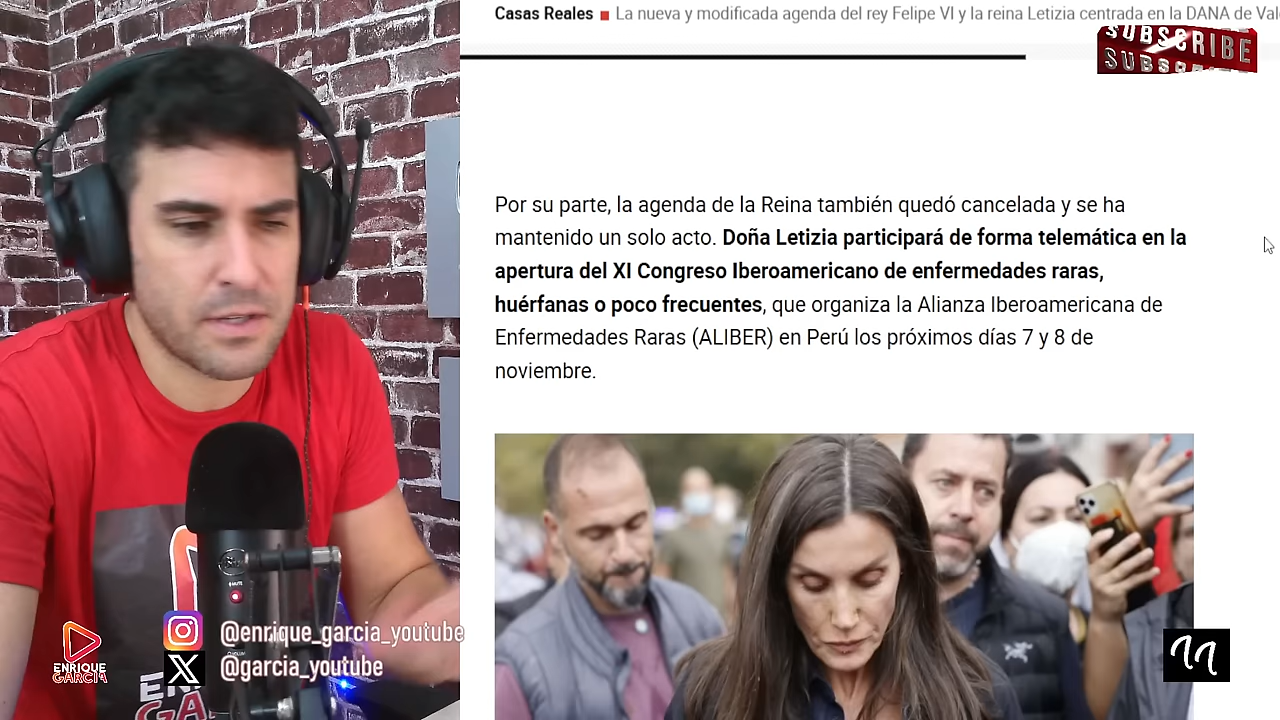 Casas Reales La nueva y modificada agenda del rey Felipe VI y la reina Letizia centrada en la DANA de
SUBSCRIBE
Por su parte, la agenda de la Reina también quedó cancelada y se ha
mantenido un solo acto. Doña Letizia participará de forma telemática en la
apertura del XI Congreso Iberoamericano de enfermedades raras,
huérfanas o poco frecuentes, que organiza la Alianza Iberoamericana de
Enfermedades Raras (ALIBER) en Perú los próximos días 7 y 8 de
noviembre.
MUTE
@enrique_garcia_youtube
@garcia_youtube
ENRIQUE
GARCIA